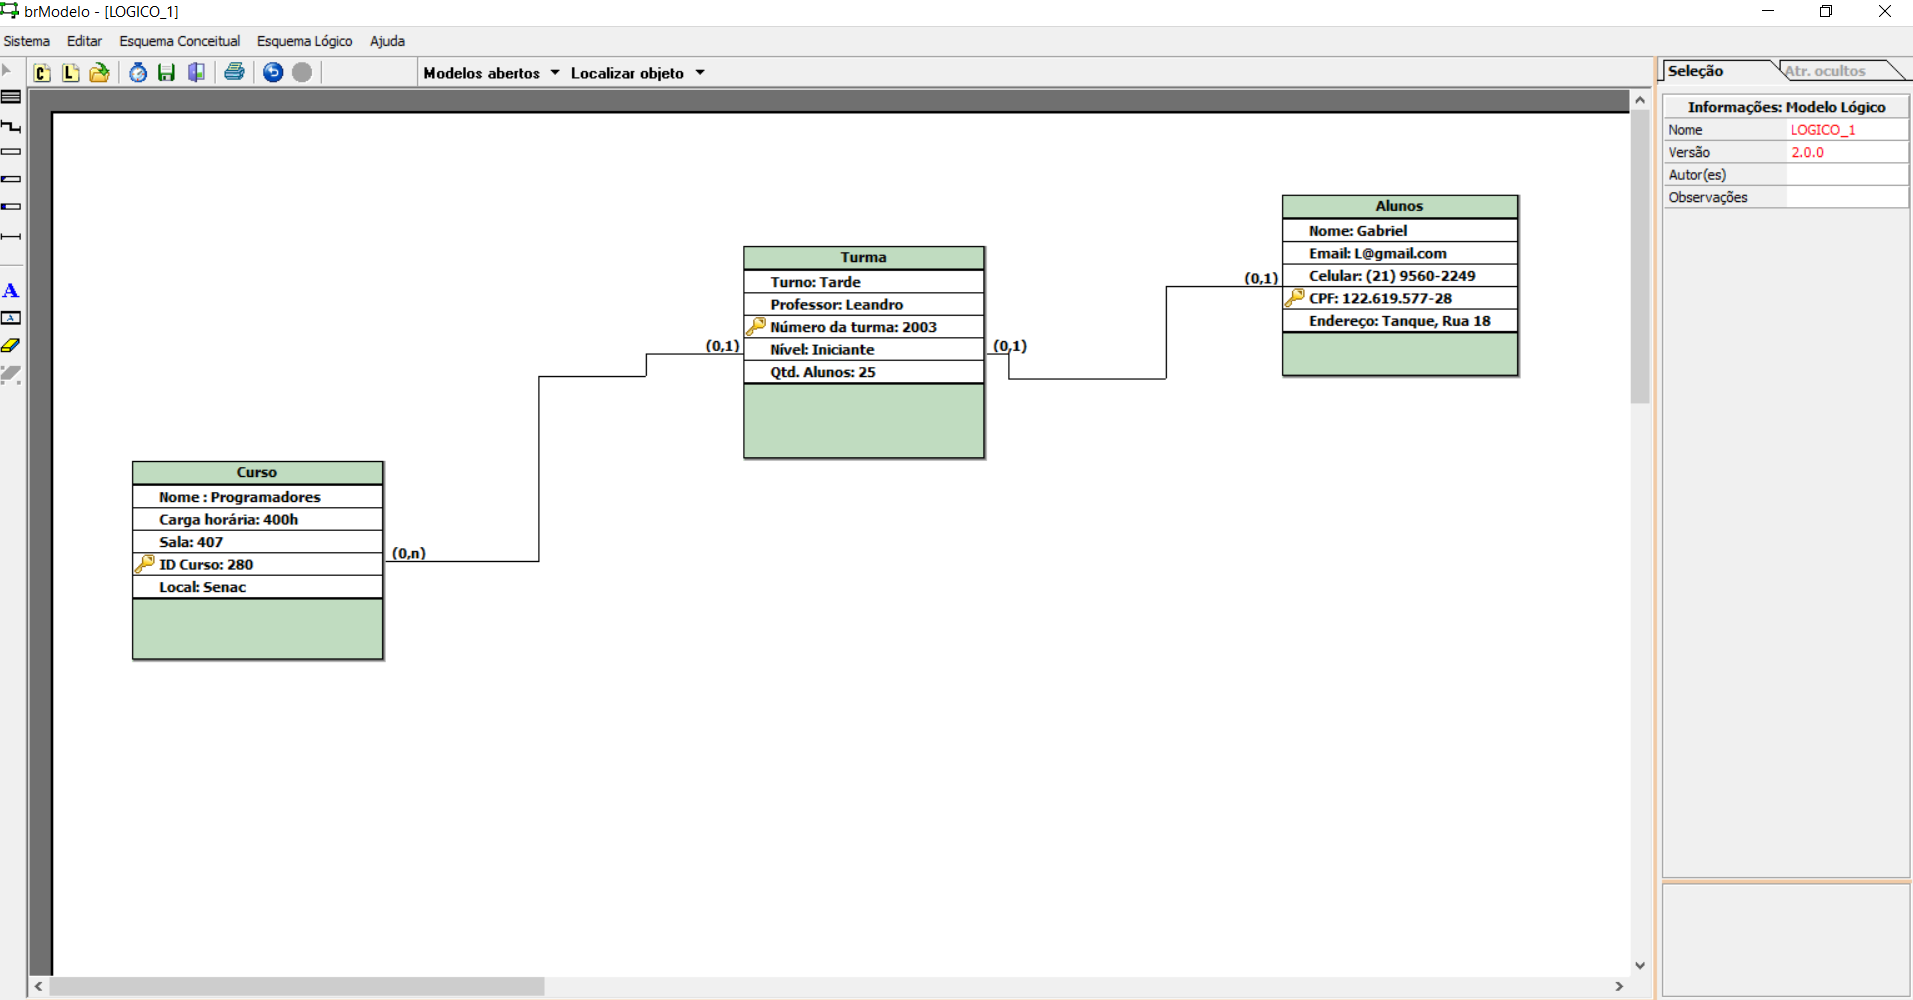 brModelo - [LOGICO_1]
Sistema Editar Esquema Conceitual Esquema Lógico Ajuda
C L Modelos abertos Localizar objeto
Seleção Atr. ocultos
Informações: Modelo Lógico
Nome LOGICO_1
Versão 2.0.0
Autor(es)
Observações
A
A
Curso
Nome : Programadores
Carga horária: 400h
Sala: 407
ID Curso: 280
Local: Senac
(0,n)
(0,1)
Turma
Turno: Tarde
Professor: Leandro
Número da turma: 2003
Nível: Iniciante
Qtd. Alunos: 25
(0,1)
(0,1)
Alunos
Nome: Gabriel
Email: L@gmail.com
Celular: (21) 9560-2249
CPF: 122.619.577-28
Endereço: Tanque, Rua 18